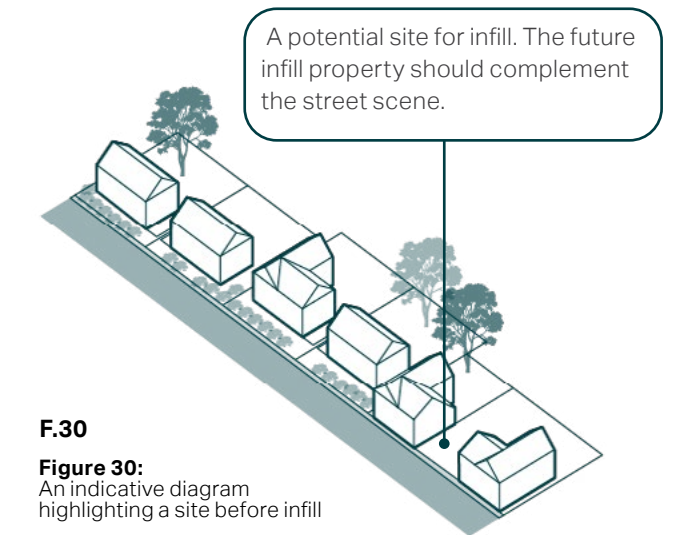 A potential site for infill. The future
infill property should complement
the street scene.
F.30
Figure 30:
An indicative diagram
highlighting a site before infill